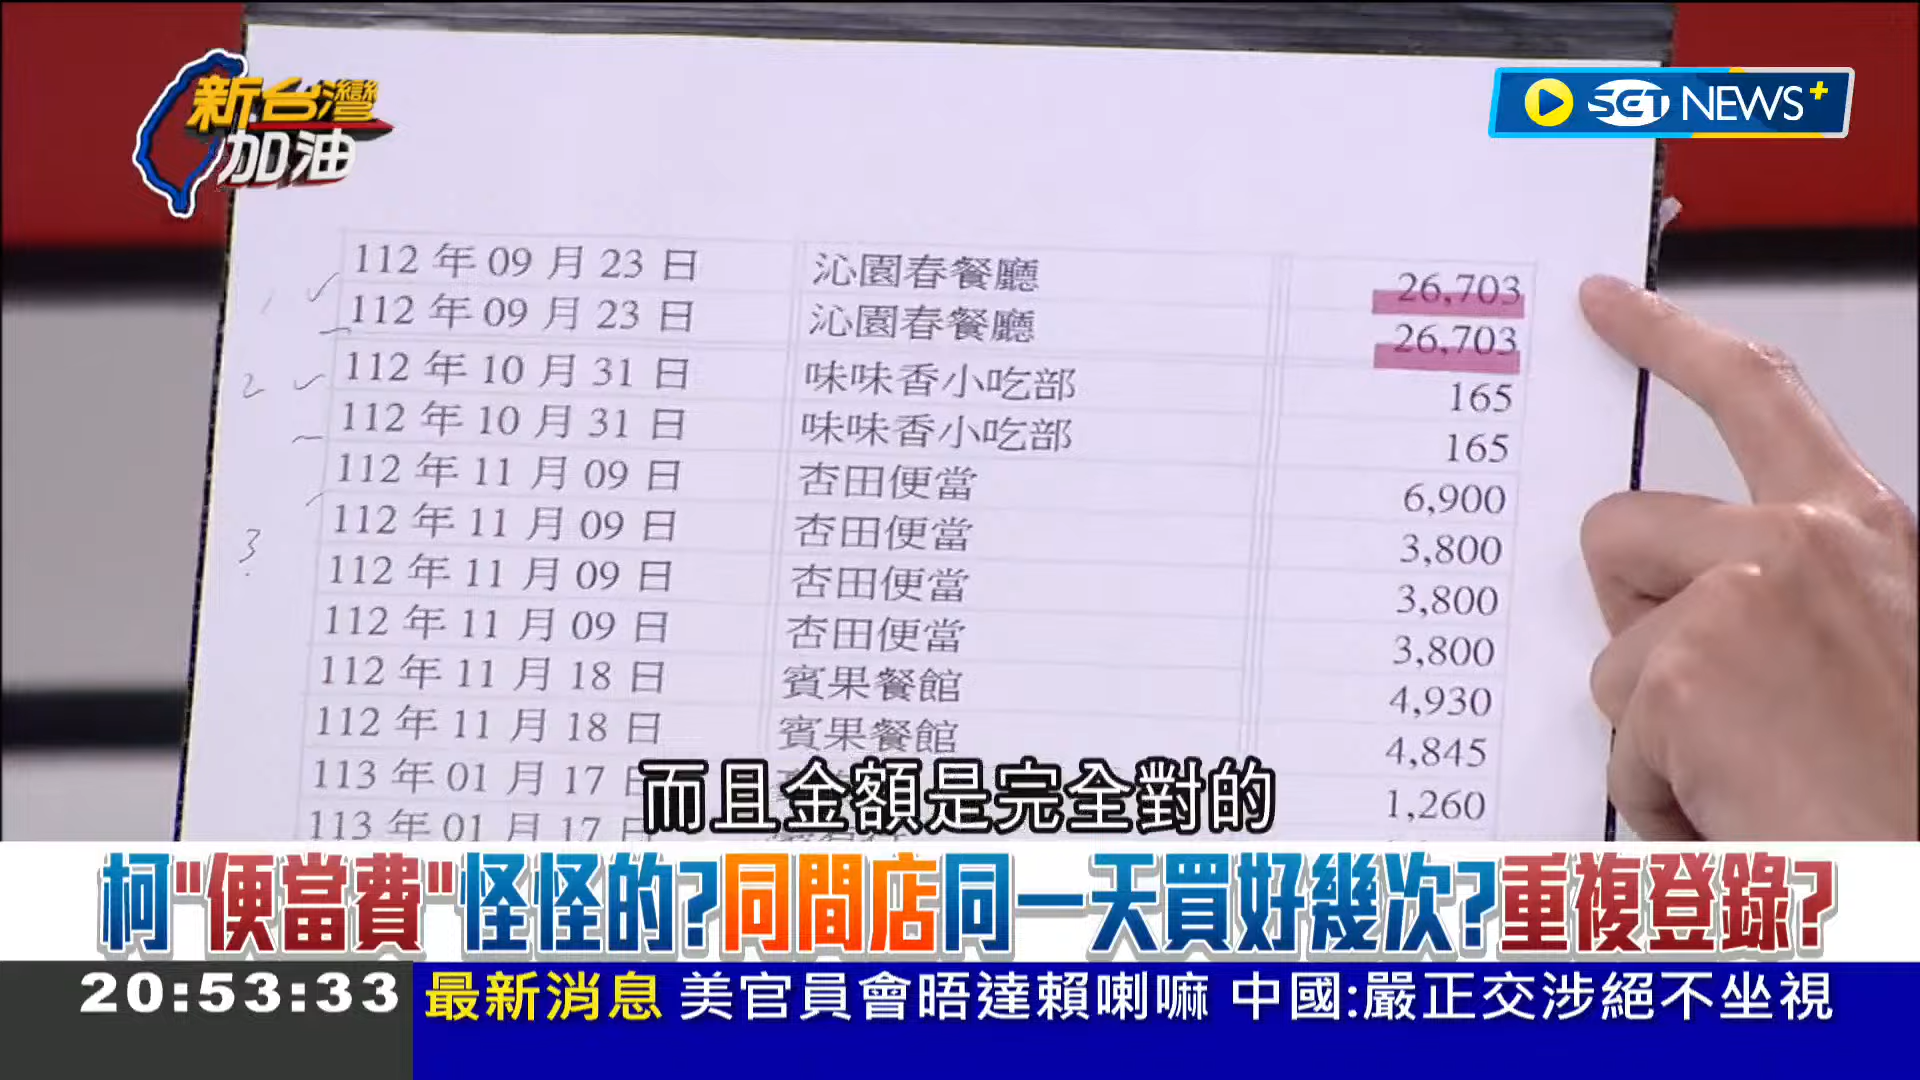 新台灣
加油
SET NEWS+
112 年 09 月 23 日 沁園春餐廳 26,703
112 年 09 月 23 日 沁園春餐廳 26,703
112 年 10 月 31 日 味味香小吃部 165
112 年 10 月 31 日 味味香小吃部 165
112 年 11 月 09 日 杏田便當 6,900
112 年 11 月 09 日 杏田便當 3,800
112 年 11 月 09 日 杏田便當 3,800
112 年 11 月 09 日 杏田便當 3,800
112 年 11 月 18 日 賓果餐館 4,930
112 年 11 月 18 日 賓果餐館 4,845
113 年 01 月 17 日 1,260
113 年 01 月 17 日
2
3.
而且金額是完全對的
柯"便當費"怪怪的?同間店同一天買好幾次?重複登錄?
20:53:33 最新消息 美官員會晤達賴喇嘛 中國:嚴正交涉絕不坐視